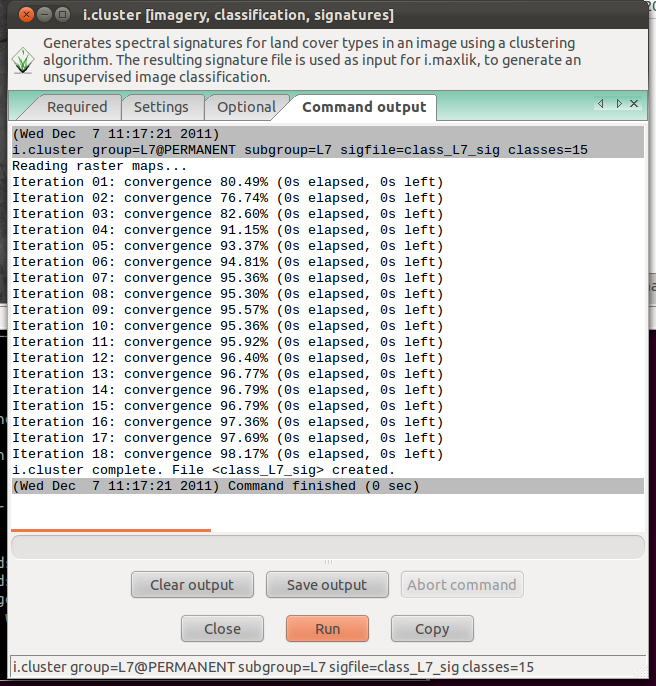 i.cluster [imagery, classification, signatures]
Generates spectral signatures for land cover types in an image using a clustering
algorithm. The resulting signature file is used as input for i.maxlik, to generate an
unsupervised image classification.
Required Settings Optional Command output
(Wed Dec  7 11:17:21 2011)
i.cluster group=L7@PERMANENT subgroup=L7 sigfile=class_L7_sig classes=15
Reading raster maps...
Iteration 01: convergence 80.49% (0s elapsed, 0s left)
Iteration 02: convergence 76.74% (0s elapsed, 0s left)
Iteration 03: convergence 82.60% (0s elapsed, 0s left)
Iteration 04: convergence 91.15% (0s elapsed, 0s left)
Iteration 05: convergence 93.37% (0s elapsed, 0s left)
Iteration 06: convergence 94.81% (0s elapsed, 0s left)
Iteration 07: convergence 95.36% (0s elapsed, 0s left)
Iteration 08: convergence 95.30% (0s elapsed, 0s left)
Iteration 09: convergence 95.57% (0s elapsed, 0s left)
Iteration 10: convergence 95.36% (0s elapsed, 0s left)
Iteration 11: convergence 95.92% (0s elapsed, 0s left)
Iteration 12: convergence 96.40% (0s elapsed, 0s left)
Iteration 13: convergence 96.77% (0s elapsed, 0s left)
Iteration 14: convergence 96.79% (0s elapsed, 0s left)
Iteration 15: convergence 96.79% (0s elapsed, 0s left)
Iteration 16: convergence 97.36% (0s elapsed, 0s left)
Iteration 17: convergence 97.69% (0s elapsed, 0s left)
Iteration 18: convergence 98.17% (0s elapsed, 0s left)
i.cluster complete. File <class_L7_sig> created.
(Wed Dec  7 11:17:21 2011) Command finished (0 sec)
Clear output Save output Abort command
Close Run Copy
i.cluster group=L7@PERMANENT subgroup=L7 sigfile=class_L7_sig classes=15